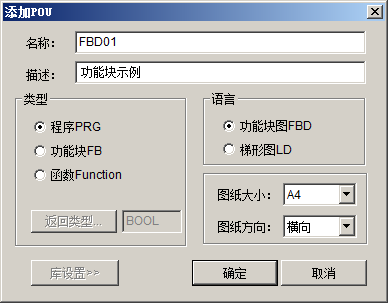 添加POU
名称： FBD01
描述： 功能块示例
类型
程序PRG
功能块FB
函数Function
返回类型... BOOL
语言
功能块图FBD
梯形图LD
图纸大小： A4
图纸方向： 横向
库设置>>
确定
取消